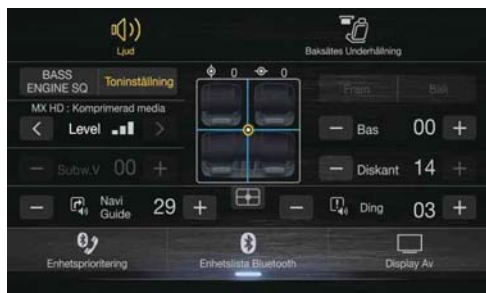 Ljud
Baksätes Underhållning
BASS ENGINE SQ
Toninställning
0 0
Fram Bak
MX HD : Komprimerad media
Level
Bas 00
Subw.V 00
Diskant 14
Navi Guide 29
Ding 03
Enhetsprioritering
Enhetslista Bluetooth
Display Av